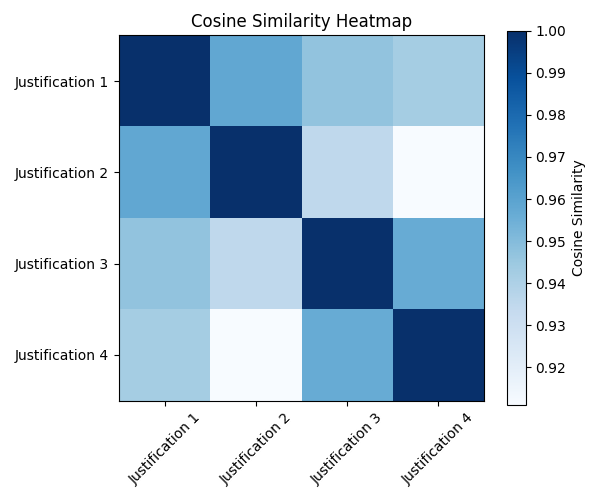 Cosine Similarity Heatmap
Justification 1
Justification 2
Justification 3
Justification 4
Justification 1
Justification 2
Justification 3
Justification 4
1.00
0.99
0.98
0.97
0.96
0.95
0.94
0.93
0.92
Cosine Similarity